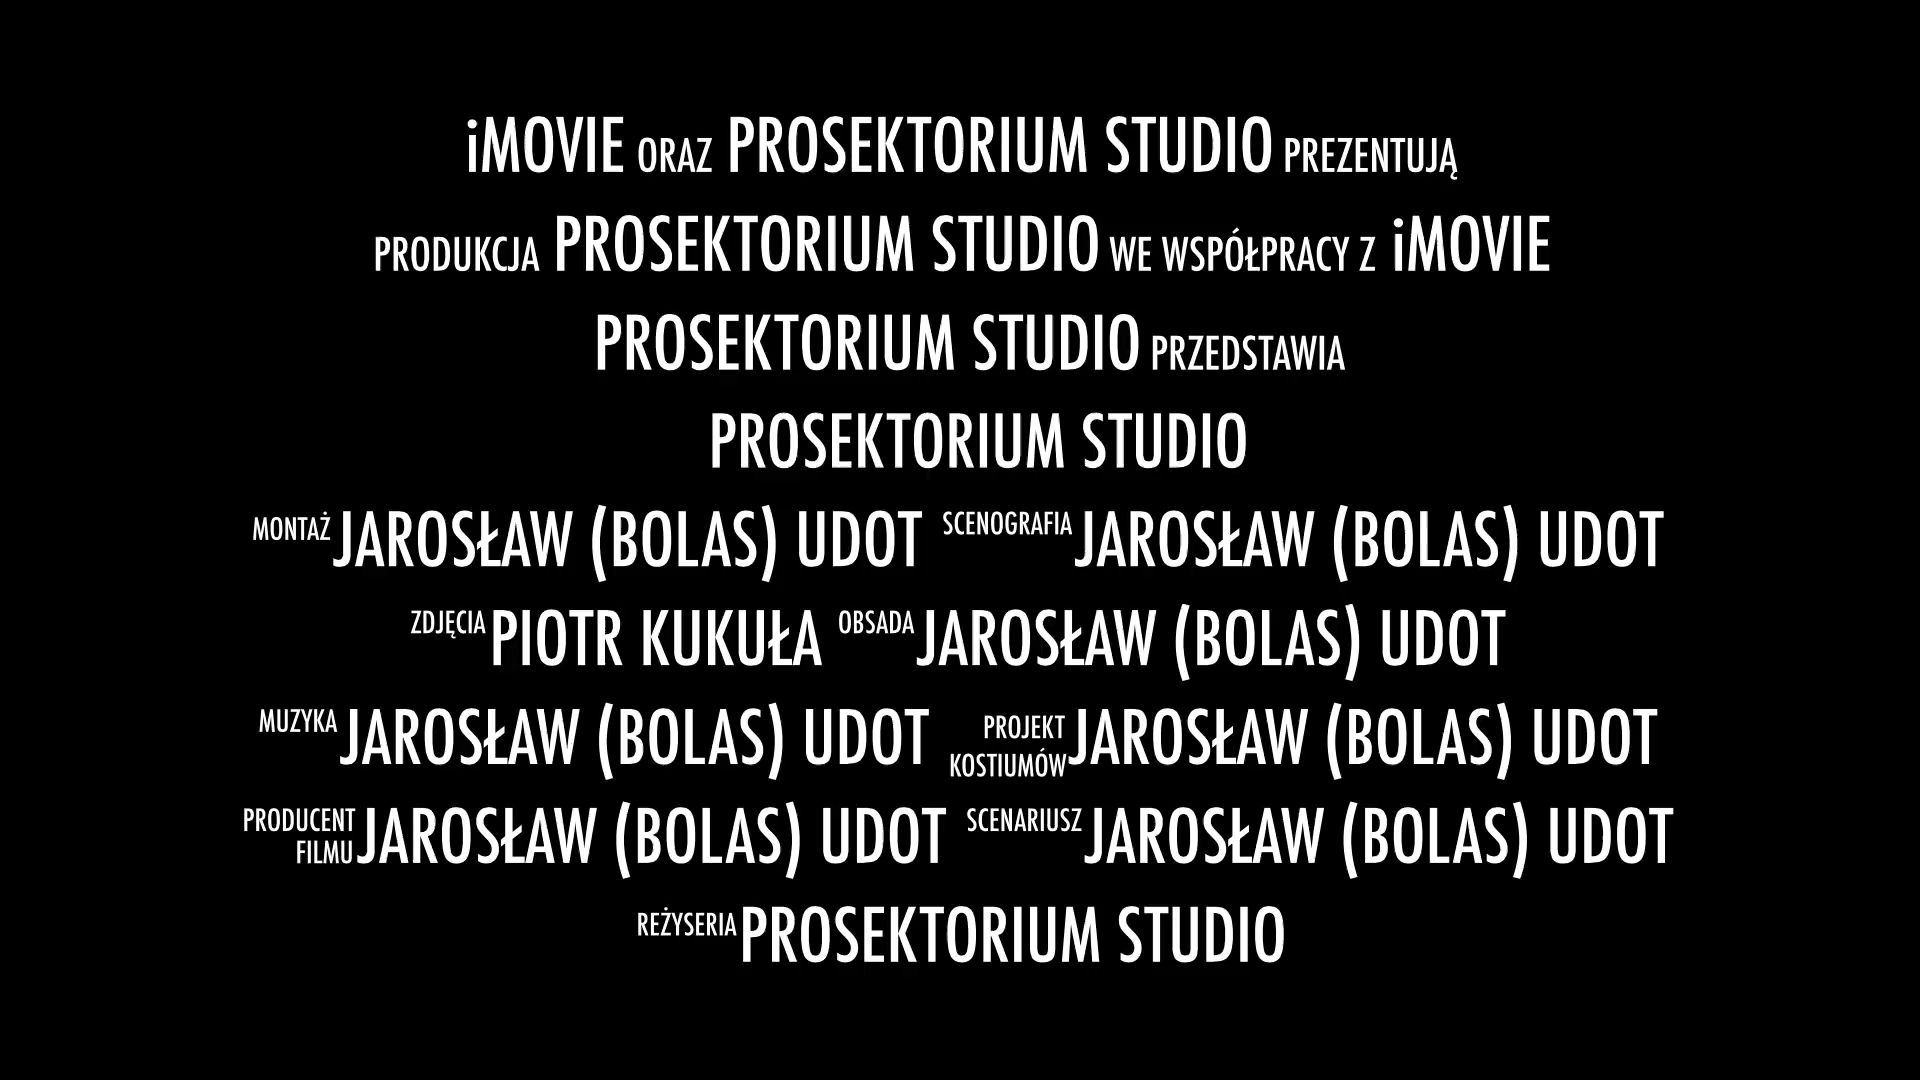 iMOVIE ORAZ PROSEKTORIUM STUDIO PREZENTUJĄ
PRODUKCJA PROSEKTORIUM STUDIO WE WSPÓŁPRACY Z iMOVIE
PROSEKTORIUM STUDIO PRZEDSTAWIA
PROSEKTORIUM STUDIO
MONTAŻ JAROSŁAW (BOLAS) UDOT SCENOGRAFIA JAROSŁAW (BOLAS) UDOT
ZDJĘCIA PIOTR KUKUŁA OBSADA JAROSŁAW (BOLAS) UDOT
MUZYKA JAROSŁAW (BOLAS) UDOT PROJEKT KOSTIUMÓW JAROSŁAW (BOLAS) UDOT
PRODUCENT FILMU JAROSŁAW (BOLAS) UDOT SCENARIUSZ JAROSŁAW (BOLAS) UDOT
REŻYSERIA PROSEKTORIUM STUDIO